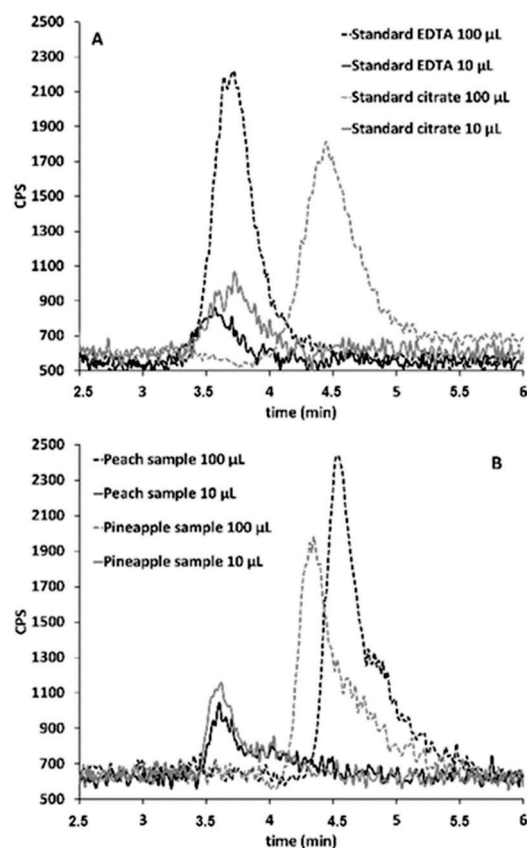 A
Standard EDTA 100 µL
Standard EDTA 10 µL
Standard citrate 100 µL
Standard citrate 10 µL
2500
2300
2100
1900
1700
1500
1300
1100
900
700
500
CPS
2.5 3 3.5 4 4.5 5 5.5 6
time (min)
B
Peach sample 100 µL
Peach sample 10 µL
Pineapple sample 100 µL
Pineapple sample 10 µL
2500
2300
2100
1900
1700
1500
1300
1100
900
700
500
CPS
2.5 3 3.5 4 4.5 5 5.5 6
time (min)